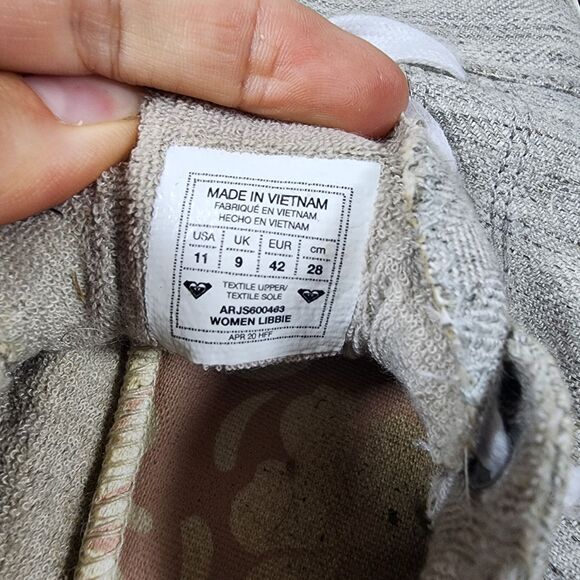 MADE IN VIETNAM
FABRIQUÉ EN VIETNAM
HECHO EN VIETNAM
USA UK EUR cm
11 9 42 28
TEXTILE UPPER/
TEXTILE SOLE
ARJS600463
WOMEN LIBBIE
APR 20 HFF